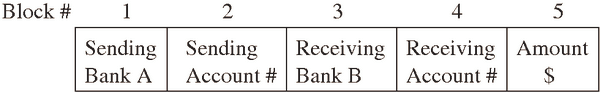 Block # 1 2 3 4 5
Sending Sending Receiving Receiving Amount
Bank A Account # Bank B Account # $